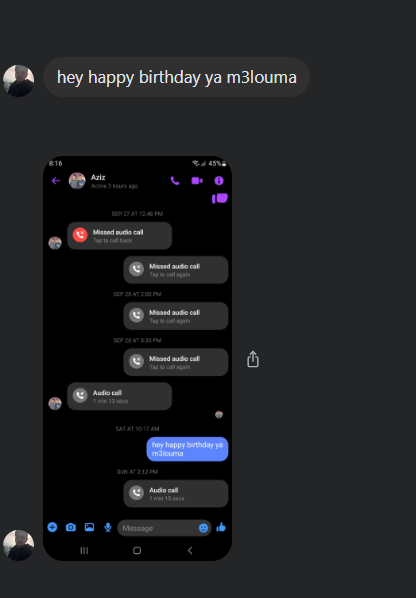 hey happy birthday ya m3louma
8:16
45%
Aziz
Active 3 hours ago
SEP 27 AT 12:48 PM
Missed audio call
Tap to call back
Missed audio call
Tap to call again
SEP 28 AT 2:00 PM
Missed audio call
Tap to call again
SEP 28 AT 8:30 PM
Missed audio call
Tap to call again
Audio call
1 min 12 secs
SAT AT 10:17 AM
hey happy birthday ya
m3louma
SUN AT 2:12 PM
Audio call
1 min 15 secs
Message